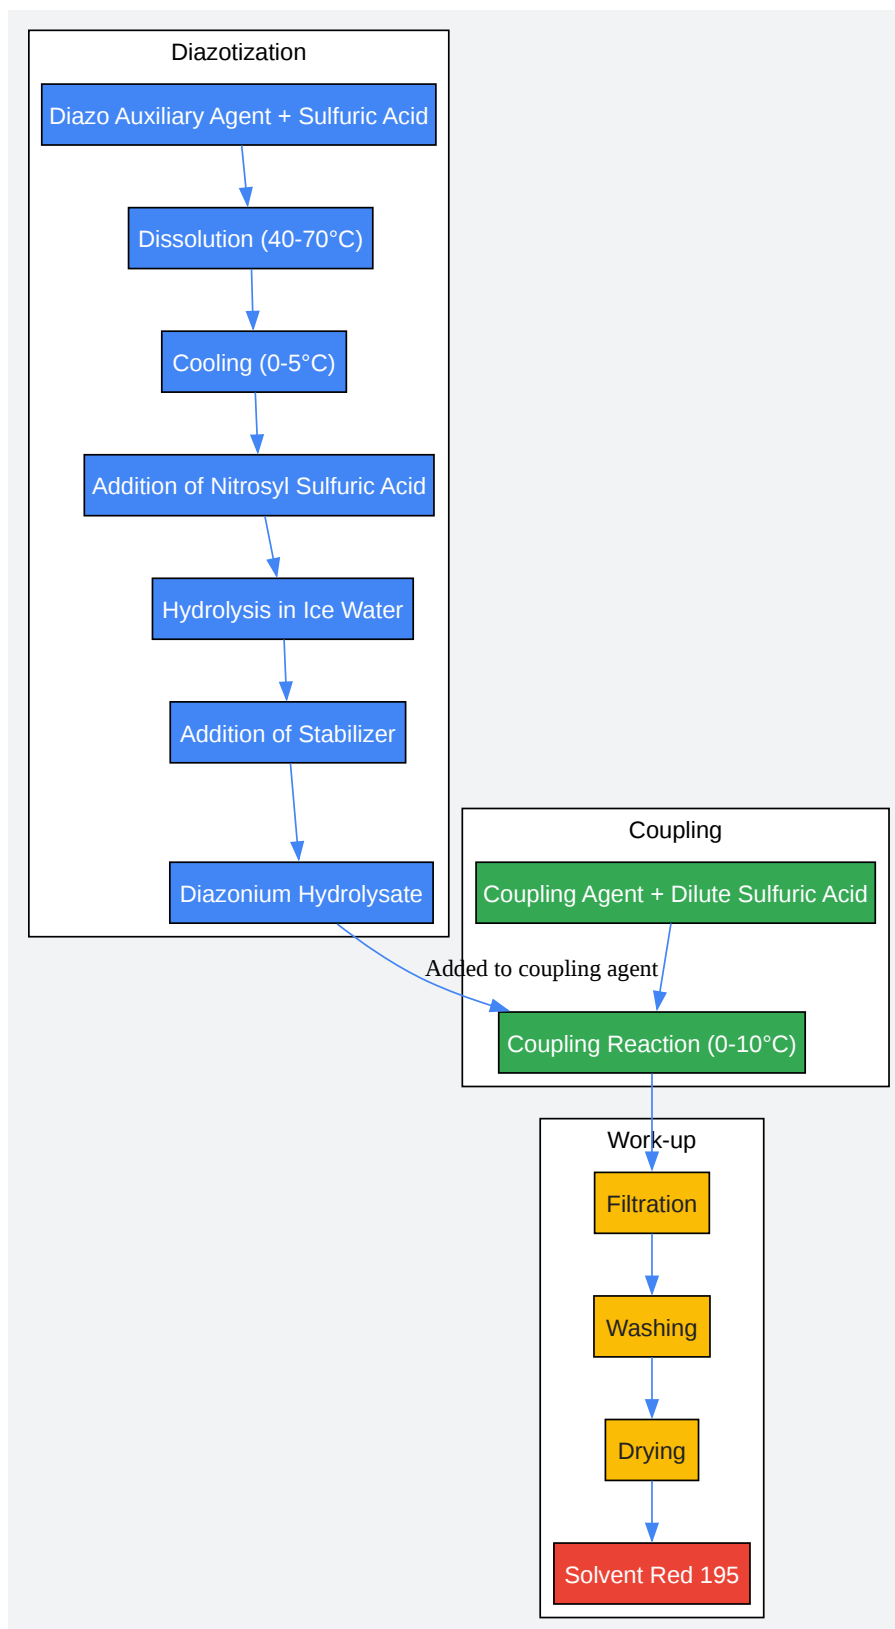 Diazotization
Diazo Auxiliary Agent + Sulfuric Acid
Dissolution (40-70°C)
Cooling (0-5°C)
Addition of Nitrosyl Sulfuric Acid
Hydrolysis in Ice Water
Addition of Stabilizer
Diazonium Hydrolysate
Coupling
Coupling Agent + Dilute Sulfuric Acid
Added to coupling agent
Coupling Reaction (0-10°C)
Work-up
Filtration
Washing
Drying
Solvent Red 195